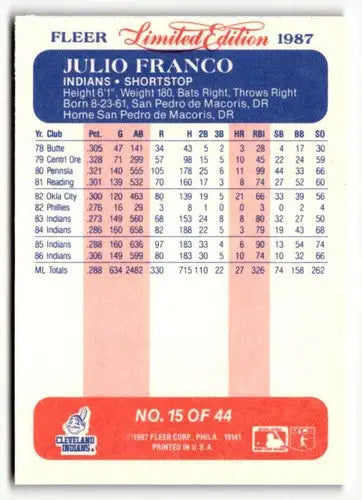 FLEER Limited Edition 1987
JULIO FRANCO
INDIANS • SHORTSTOP
Height 6'1". Weight 180, Bats Right, Throws Right
Born 8-23-61, San Pedro de Macoris, DR
Home San Pedro de Macoris, DR
Yr. Club Pct. G AB R H 2B 3B HR RBI SB BB SO
78 Butte .305 47 141 34 43 5 2 3 28 4 17 30
79 Centrl Ore .328 71 299 57 98 15 5 10 45 22 24 59
80 Pennsla .321 140 555 105 178 25 6 11 99 44 33 66
81 Reading .301 139 532 70 160 17 3 8 74 27 52 60
82 Okla City .300 120 463 80 139 19 5 21 66 33 39 56
82 Phillies .276 16 29 3 8 1 0 0 3 0 2 4
83 Indians .273 149 560 68 153 24 8 8 80 32 27 50
84 Indians .286 160 658 82 188 22 5 3 79 19 43 68
85 Indians .288 160 636 97 183 33 4 6 90 13 54 74
86 Indians .306 149 599 80 183 30 5 10 74 10 32 66
ML Totals .288 634 2482 330 715 110 22 27 326 74 158 262
NO. 15 OF 44
©1987 FLEER CORP., PHILA. 19141
PRINTED IN U.S.A.
CLEVELAND
INDIANS